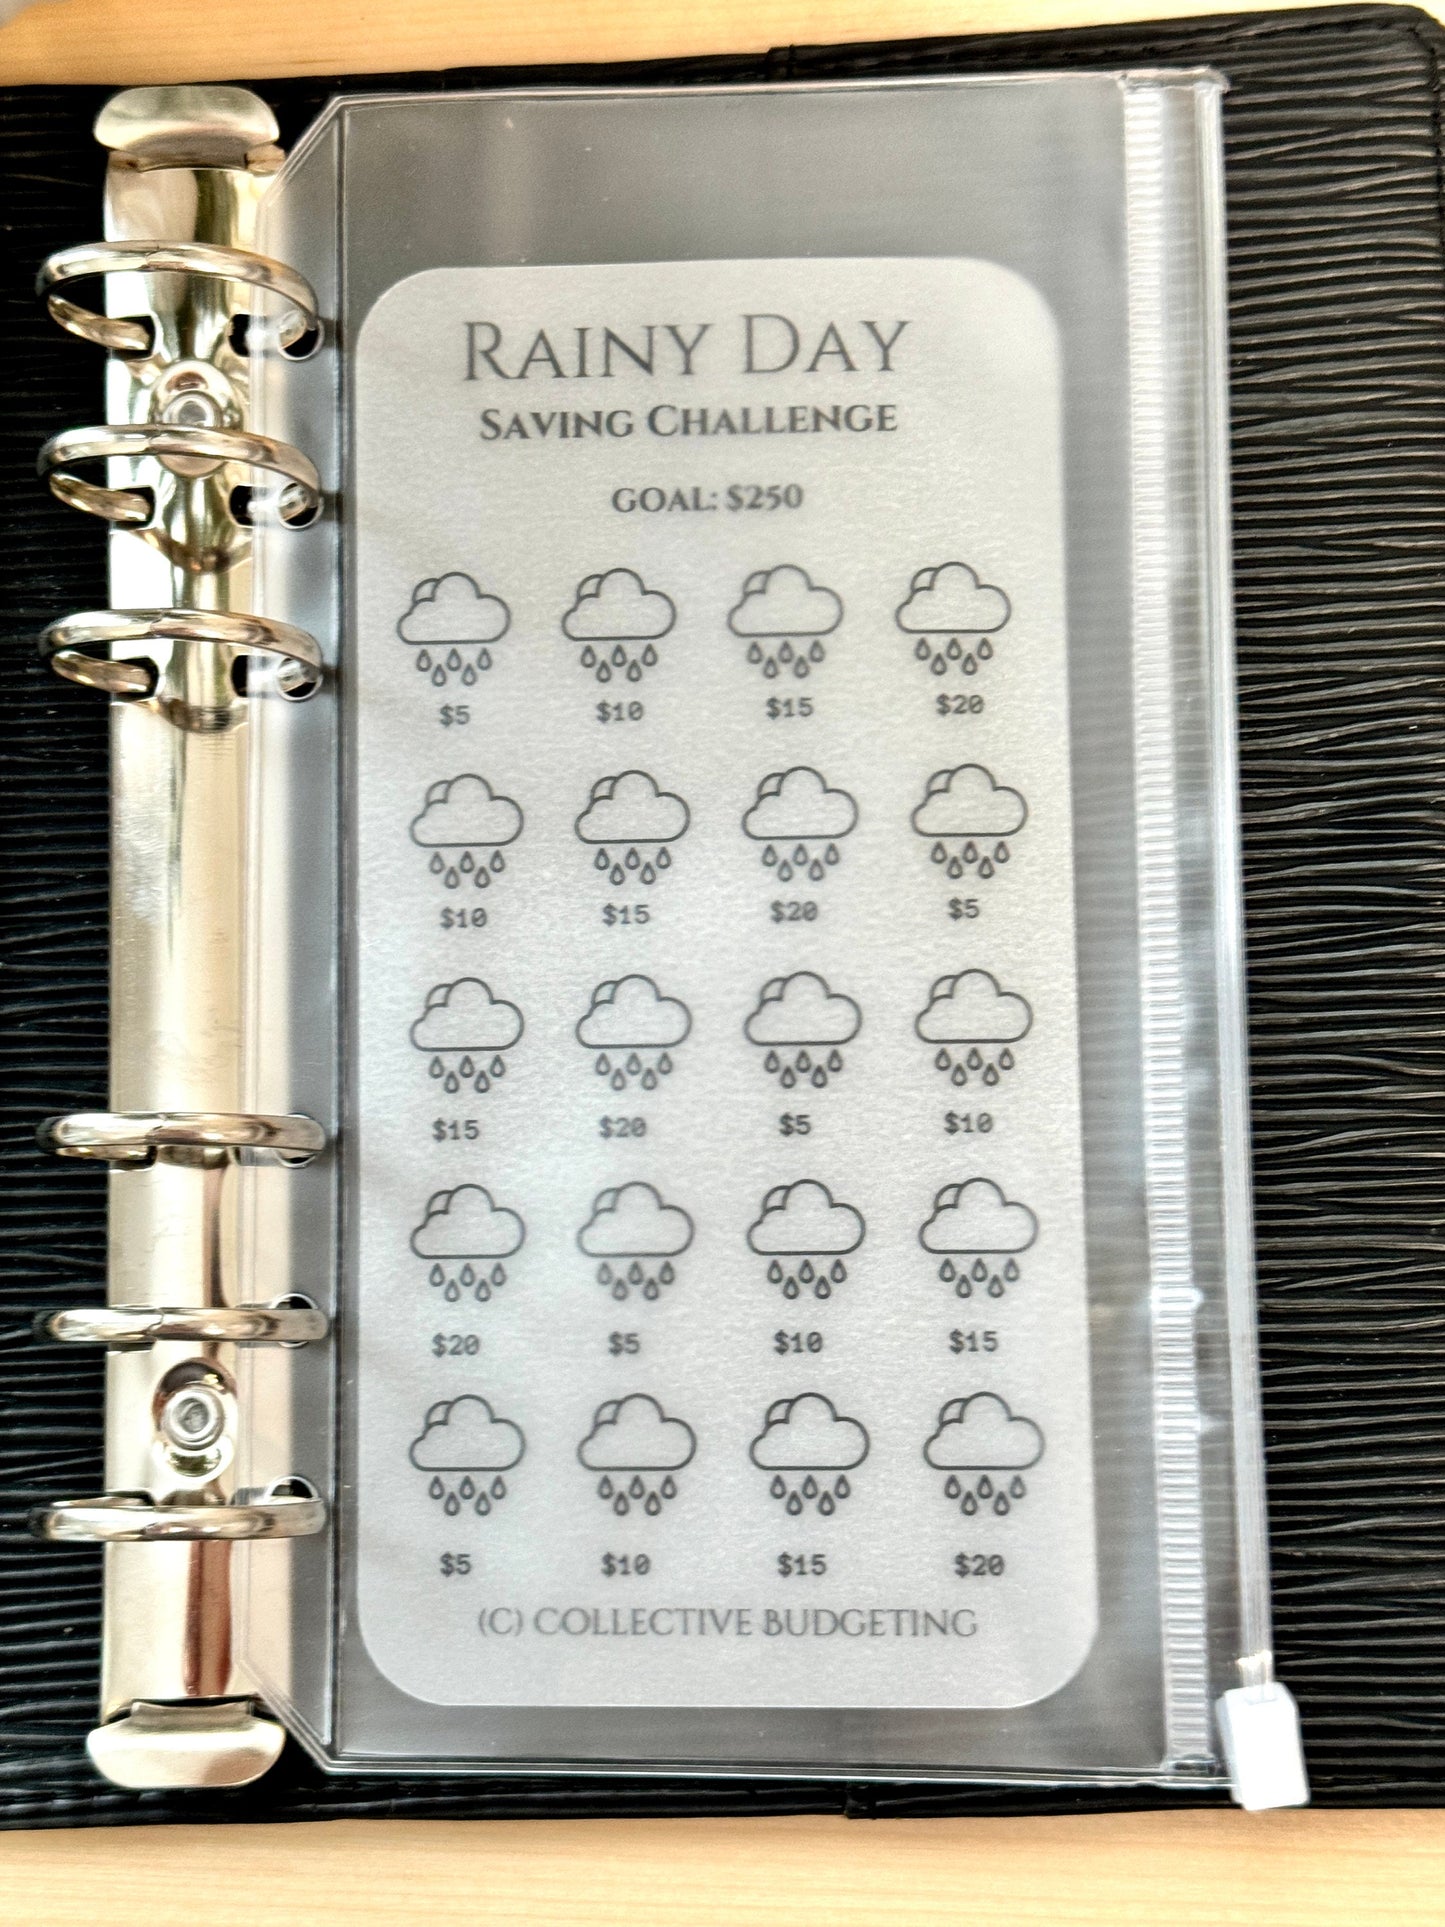 RAINY DAY
SAVING CHALLENGE
GOAL: $250
$5 $10 $15 $20
$10 $15 $20 $5
$15 $20 $5 $10
$20 $5 $10 $15
$5 $10 $15 $20
(C) COLLECTIVE BUDGETING